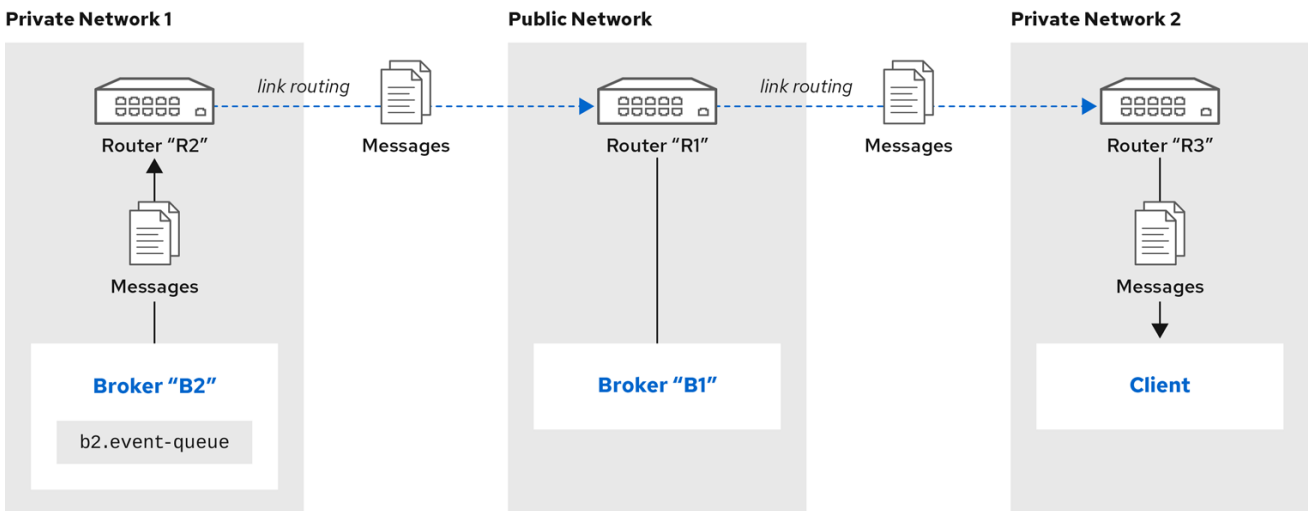 Private Network 1
Public Network
Private Network 2
link routing
link routing
Router “R2”
Messages
Router “R1”
Messages
Router “R3”
Messages
Messages
Broker “B2”
Broker “B1”
Client
b2.event-queue